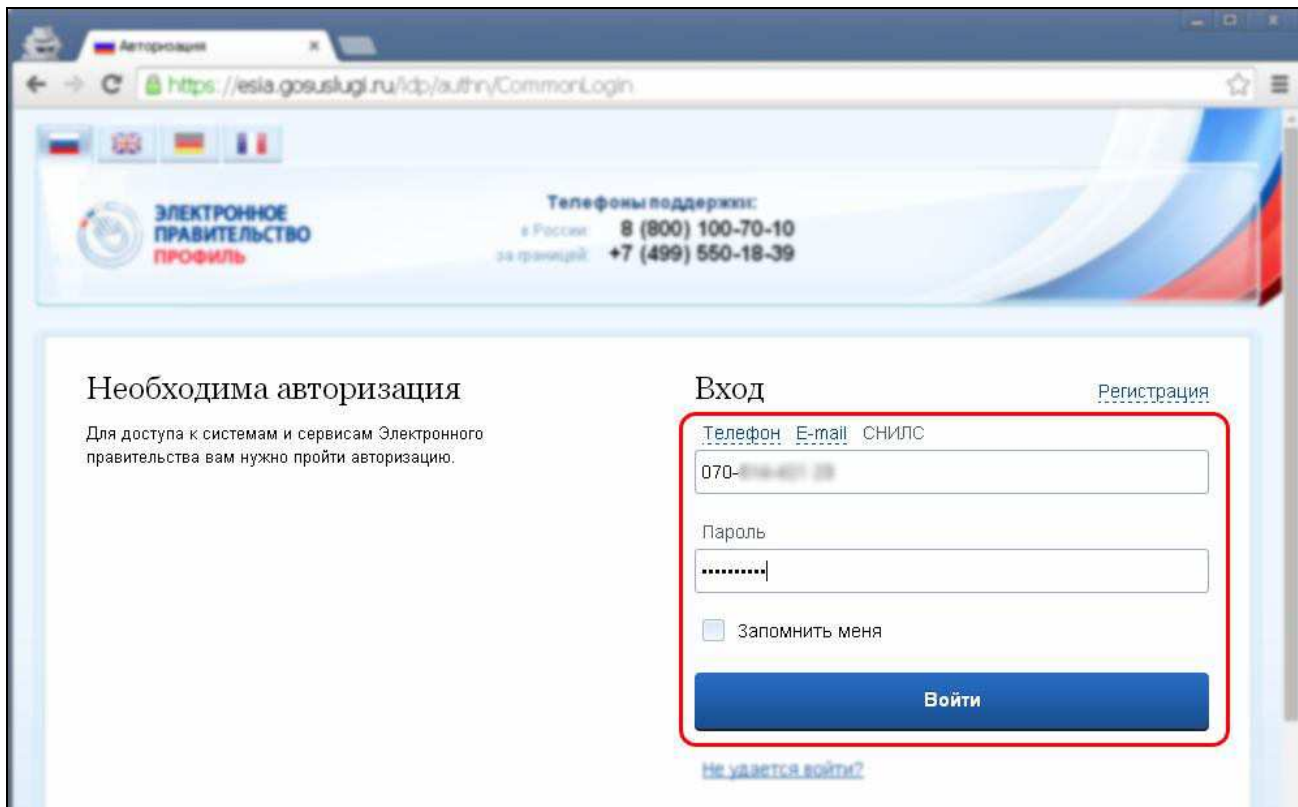 Авторизация
https://esia.gosuslugi.ru/idp/authn/CommonLogin
ЭЛЕКТРОННОЕ
ПРАВИТЕЛЬСТВО
ПРОФИЛЬ
Телефоны поддержки:
в России: 8 (800) 100-70-10
за границей: +7 (499) 550-18-39
Необходима авторизация
Для доступа к системам и сервисам Электронного
правительства вам нужно пройти авторизацию.
Вход
Регистрация
Телефон E-mail СНИЛС
070-
Пароль
Запомнить меня
Войти
Не удается войти?